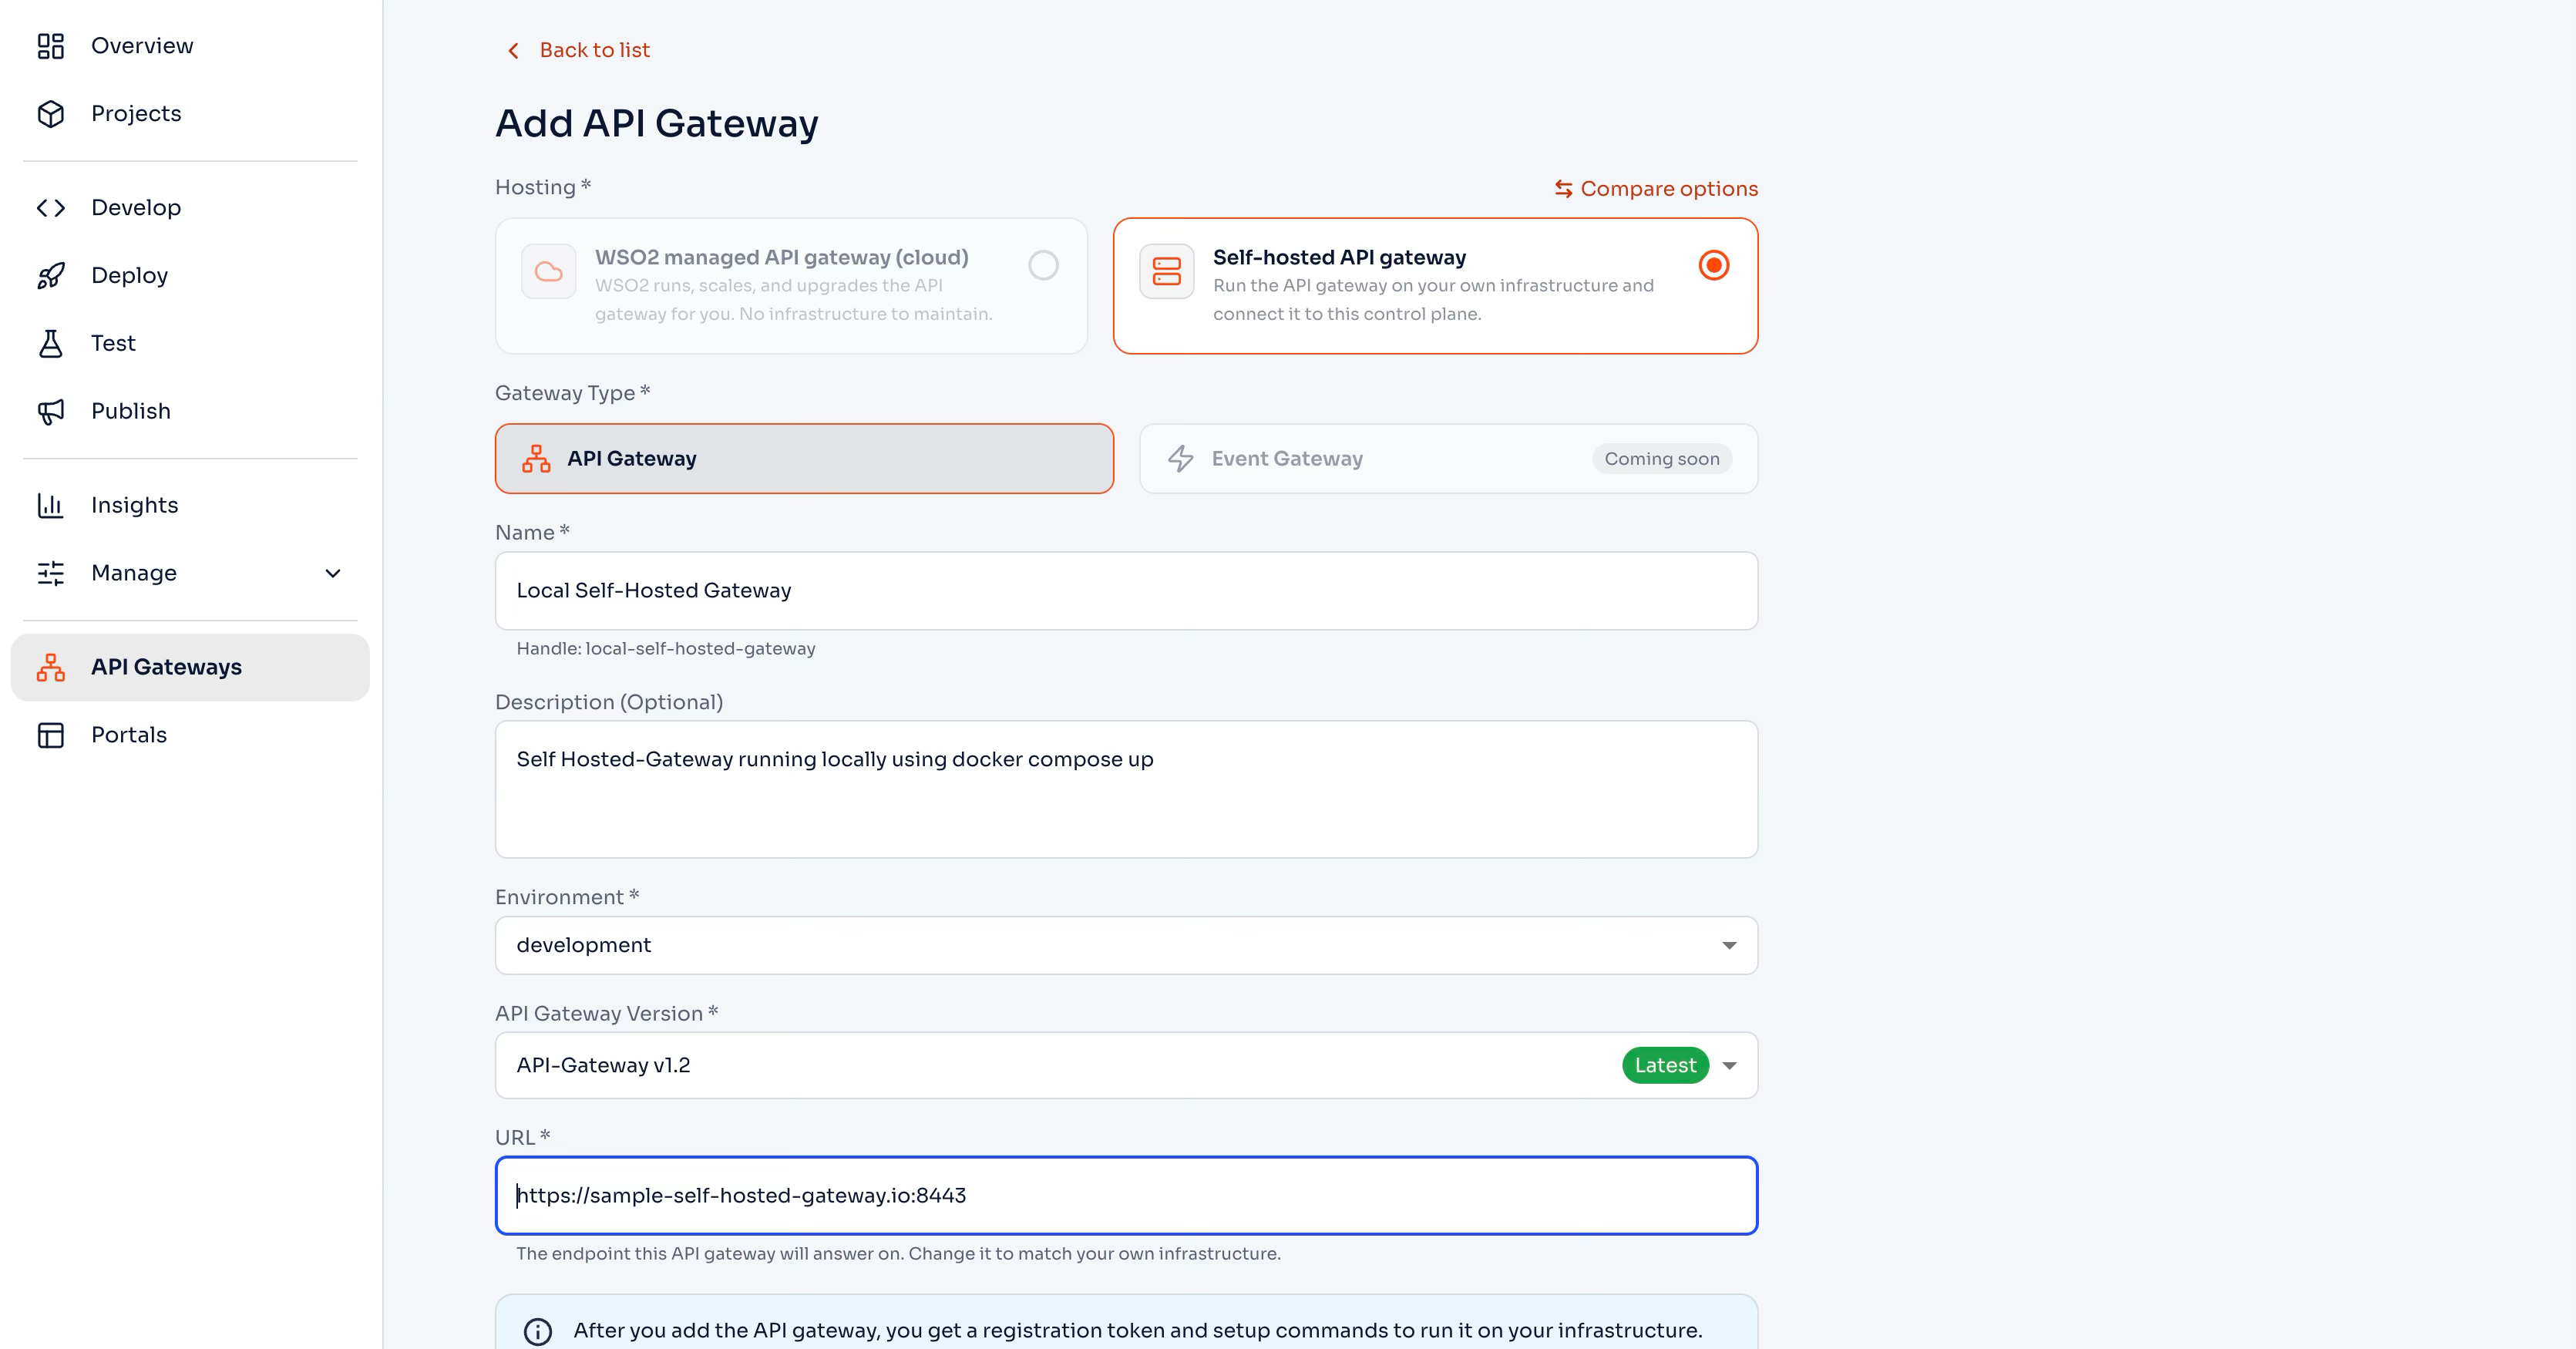 Overview
Projects
Develop
Deploy
Test
Publish
Insights
Manage
API Gateways
Portals
Back to list
Add API Gateway
Hosting *
Compare options
WSO2 managed API gateway (cloud)
WSO2 runs, scales, and upgrades the API
gateway for you. No infrastructure to maintain.
Self-hosted API gateway
Run the API gateway on your own infrastructure and
connect it to this control plane.
Gateway Type *
API Gateway
Event Gateway
Coming soon
Name *
Local Self-Hosted Gateway
Handle: local-self-hosted-gateway
Description (Optional)
Self Hosted-Gateway running locally using docker compose up
Environment *
development
API Gateway Version *
API-Gateway v1.2
Latest
URL *
https://sample-self-hosted-gateway.io:8443
The endpoint this API gateway will answer on. Change it to match your own infrastructure.
After you add the API gateway, you get a registration token and setup commands to run it on your infrastructure.